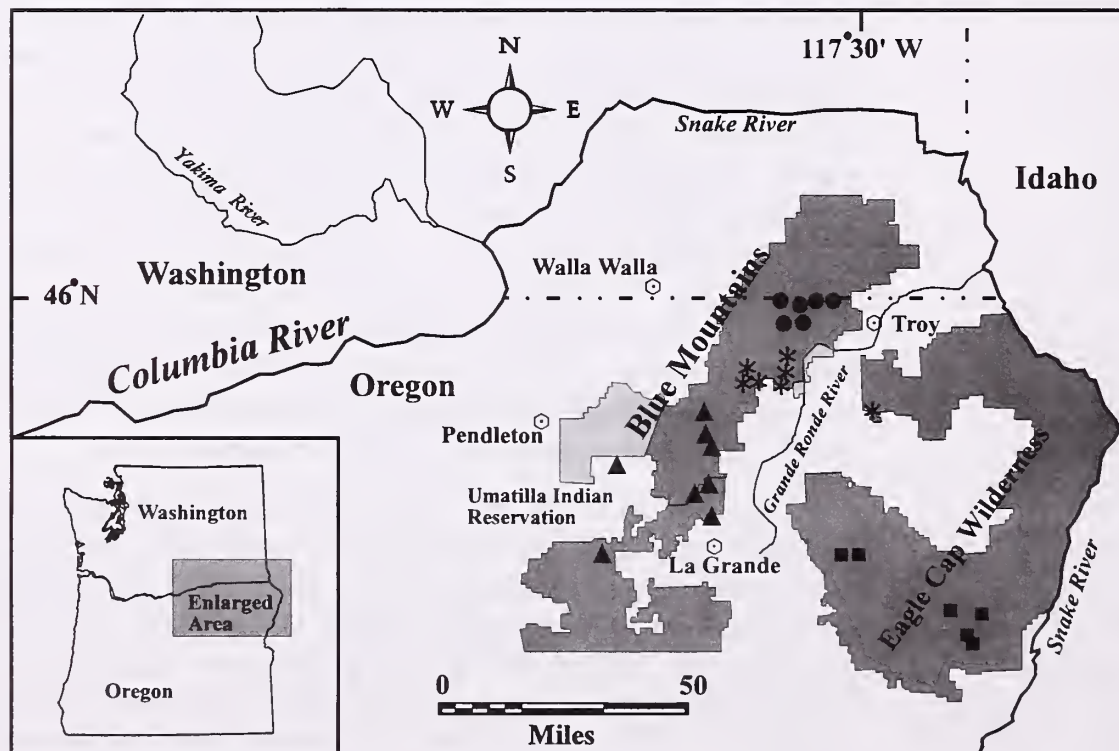 117°30' W
N
W E
S
Snake River
Yakima River
Idaho
Washington
Walla Walla
46°N
Blue Mountains
Troy
Columbia River
Oregon
Grande Ronde River
Pendleton
Umatilla Indian
Reservation
La Grande
Eagle Cap Wilderness
Snake River
Washington
Enlarged
Area
Oregon
0 50
Miles